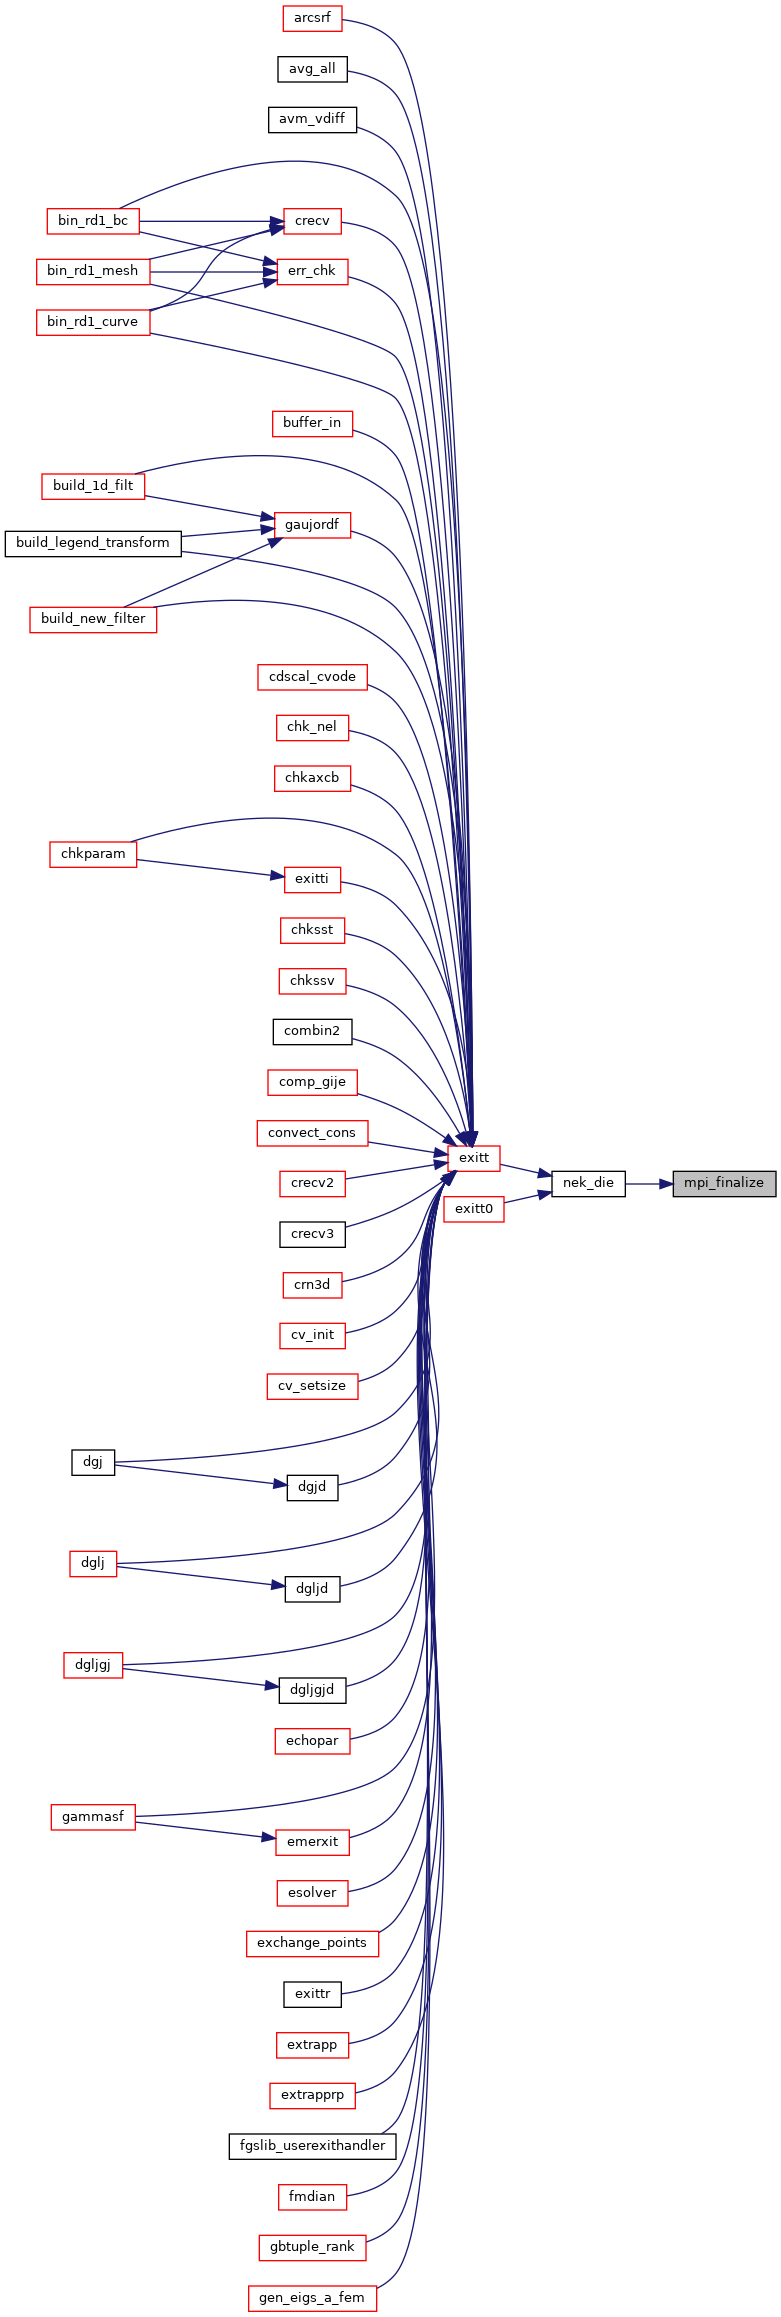 arcsrf
avg_all
avm_vdiff
bin_rd1_bc
crecv
bin_rd1_mesh
err_chk
bin_rd1_curve
buffer_in
build_1d_filt
gaujordf
build_legend_transform
build_new_filter
cdscal_cvode
chk_nel
chkaxcb
chkparam
exitti
chksst
chkssv
combin2
comp_gije
convect_cons
exitt
crecv2
nek_die
mpi_finalize
exitt0
crecv3
crn3d
cv_init
cv_setsize
dgj
dgjd
dglj
dgljd
dgljgj
dgljgjd
echopar
gammasf
emerxit
esolver
exchange_points
exittr
extrapp
extrapprp
fgslib_userexithandler
fmdian
gbtuple_rank
gen_eigs_a_fem